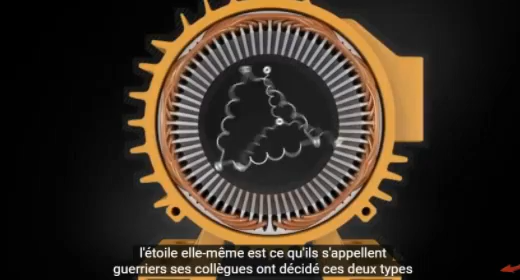 l'étoile elle-même est ce qu'ils s'appellent
guerriers ses collègues ont décidé ces deux types